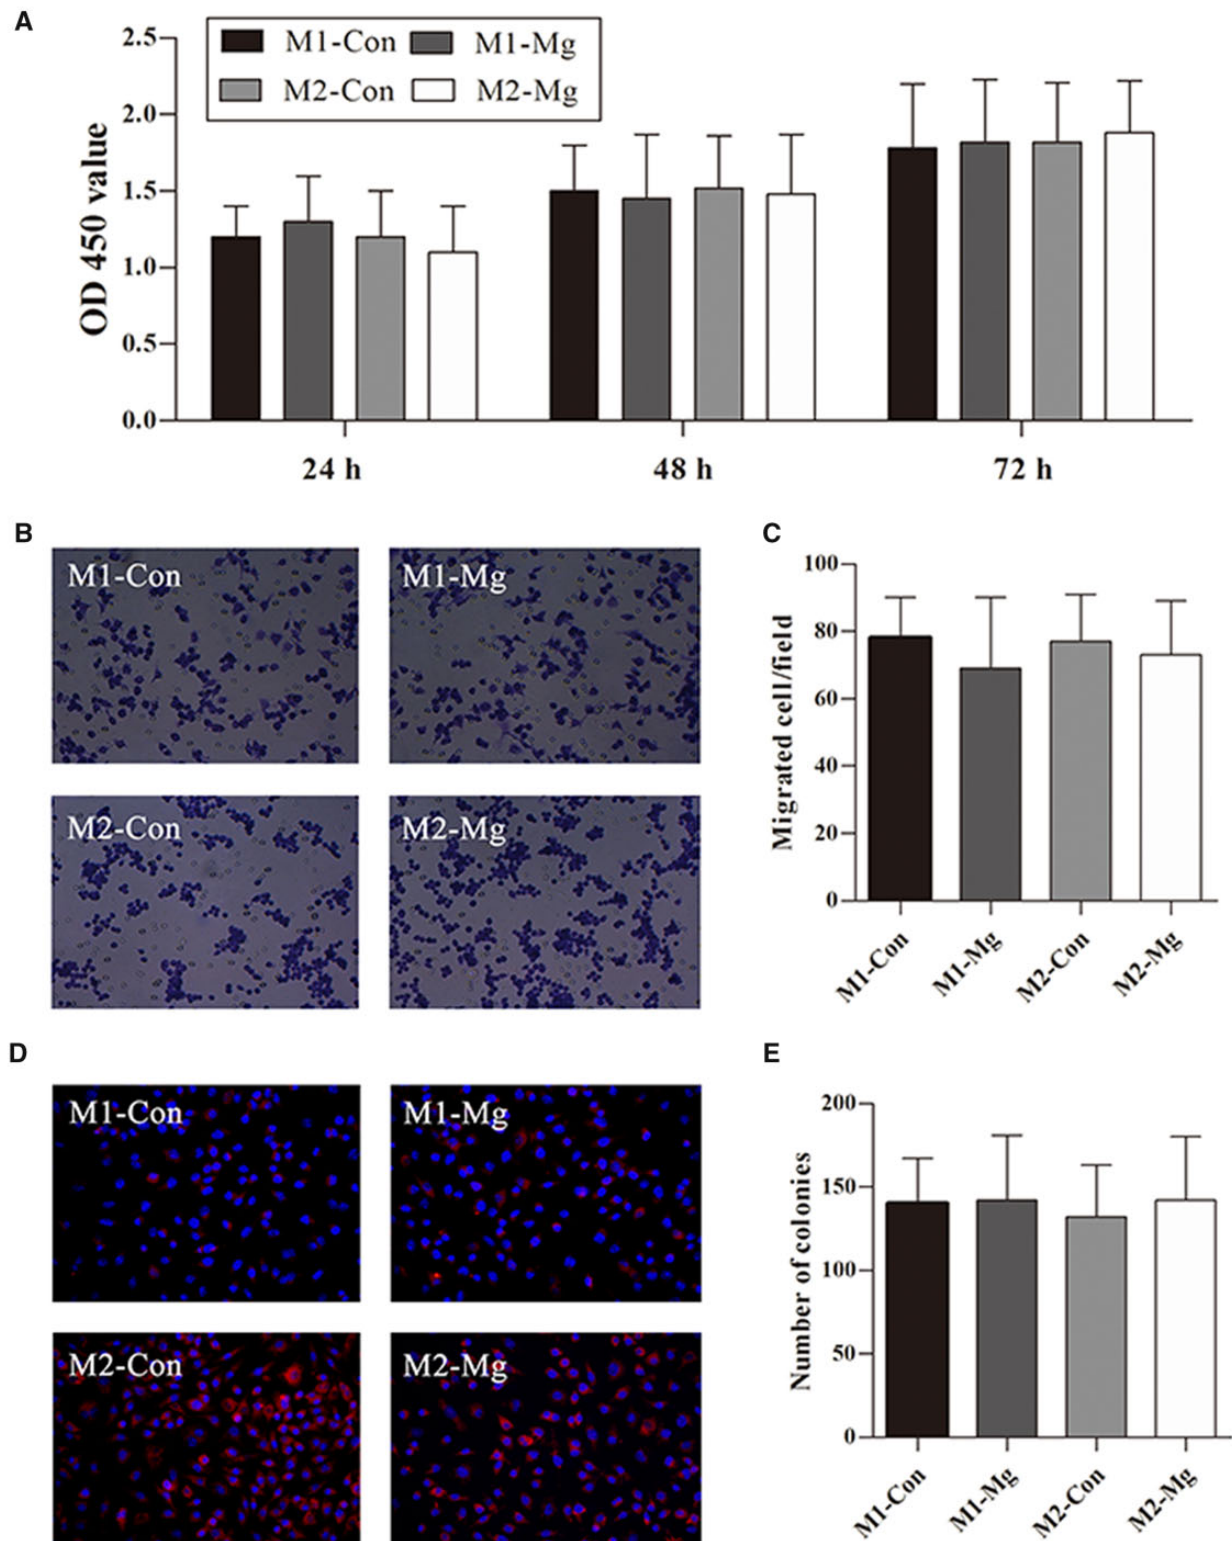 A
M1-Con M1-Mg
M2-Con M2-Mg
OD 450 value
2.5
2.0
1.5
1.0
0.5
0.0
24 h 48 h 72 h
B
M1-Con M1-Mg
M2-Con M2-Mg
C
Migrated cell/field
100
80
60
40
20
0
M1-Con M1-Mg M2-Con M2-Mg
D
M1-Con M1-Mg
M2-Con M2-Mg
E
Number of colonies
200
150
100
50
0
M1-Con M1-Mg M2-Con M2-Mg